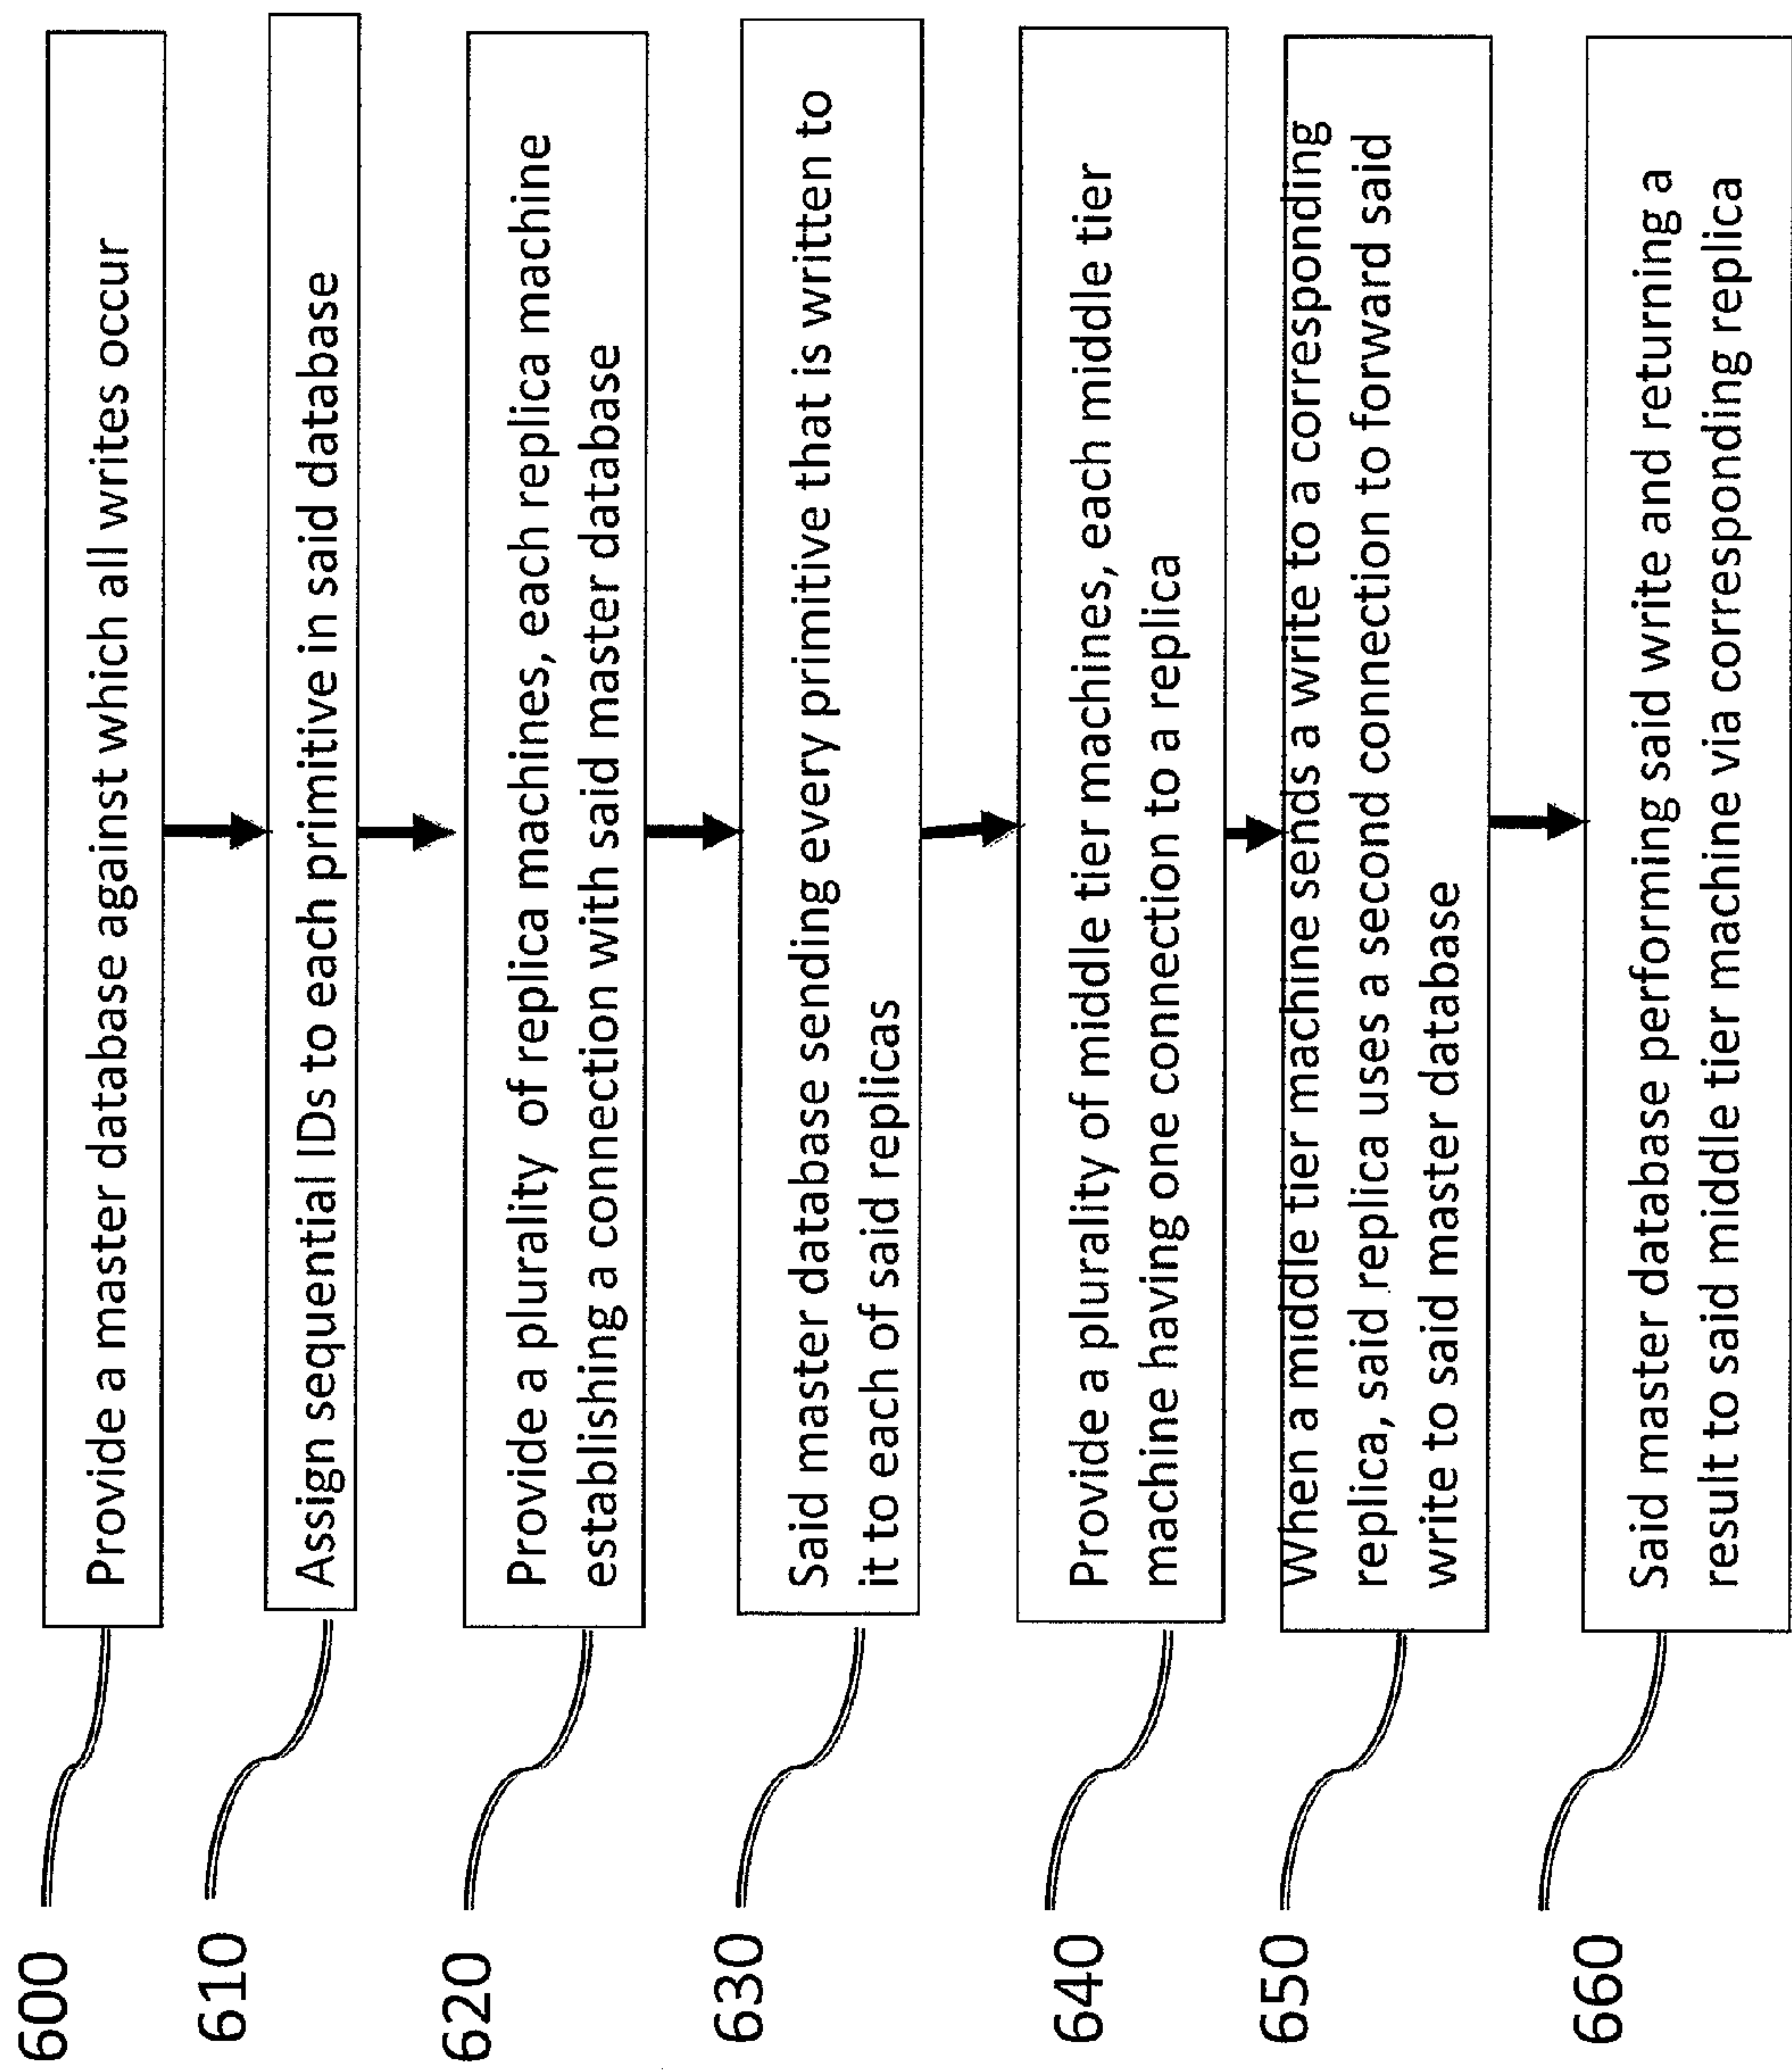 600
Provide a master database against which all writes occur
610
Assign sequential IDs to each primitive in said database
620
Provide a plurality of replica machines, each replica machine
establishing a connection with said master database
630
Said master database sending every primitive that is written to
it to each of said replicas
640
Provide a plurality of middle tier machines, each middle tier
machine having one connection to a replica
650
When a middle tier machine sends a write to a corresponding
replica, said replica uses a second connection to forward said
write to said master database
660
Said master database performing said write and returning a
result to said middle tier machine via corresponding replica